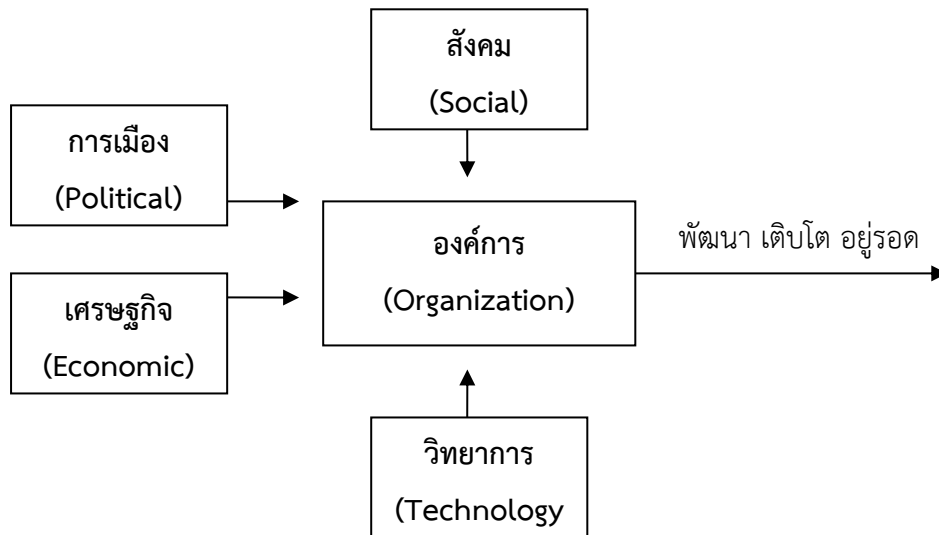 สังคม
(Social)
การเมือง
(Political)
องค์การ
(Organization)
พัฒนา เติบโต อยู่รอด
เศรษฐกิจ
(Economic)
วิทยาการ
(Technology